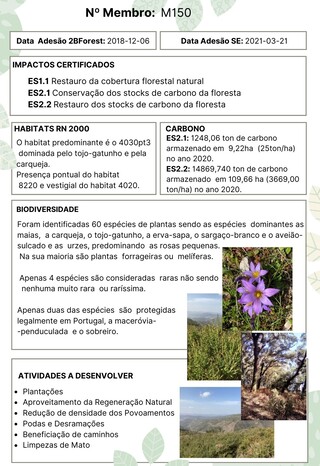 Nº Membro: M150
Data Adesão 2BForest: 2018-12-06
Data Adesão SE: 2021-03-21
IMPACTOS CERTIFICADOS
ES1.1 Restauro da cobertura florestal natural
ES2.1 Conservação dos stocks de carbono da floresta
ES2.2 Restauro dos stocks de carbono da floresta
HABITATS RN 2000
O habitat predominante é o 4030pt3
dominada pelo tojo-gatunho e pela
carqueja.
Presença pontual do habitat
8220 e vestigial do habitat 4020.
CARBONO
ES2.1: 1248,06 ton de carbono
armazenado em 9,22ha (25ton/ha)
no ano 2020.
ES2.2: 14869,740 ton de carbono
armazenado em 109,66 ha (3669,00
ton/ha) no ano 2020.
BIODIVERSIDADE
Foram identificadas 60 espécies de plantas sendo as espécies dominantes as
maias, a carqueja, o tojo-gatunho, a erva-sapa, o sargaço-branco e o aveião-
sulcado e as urzes, predominando as rosas pequenas.
Na sua maioria são plantas forrageiras ou melíferas.
Apenas 4 espécies são consideradas raras não sendo
nenhuma muito rara ou raríssima.
Apenas duas das espécies são protegidas
legalmente em Portugal, a maceróvia-
-penduculada e o sobreiro.
ATIVIDADES A DESENVOLVER
• Plantações
• Aproveitamento da Regeneração Natural
• Redução de densidade dos Povoamentos
• Podas e Desramações
• Beneficiação de caminhos
• Limpezas de Mato